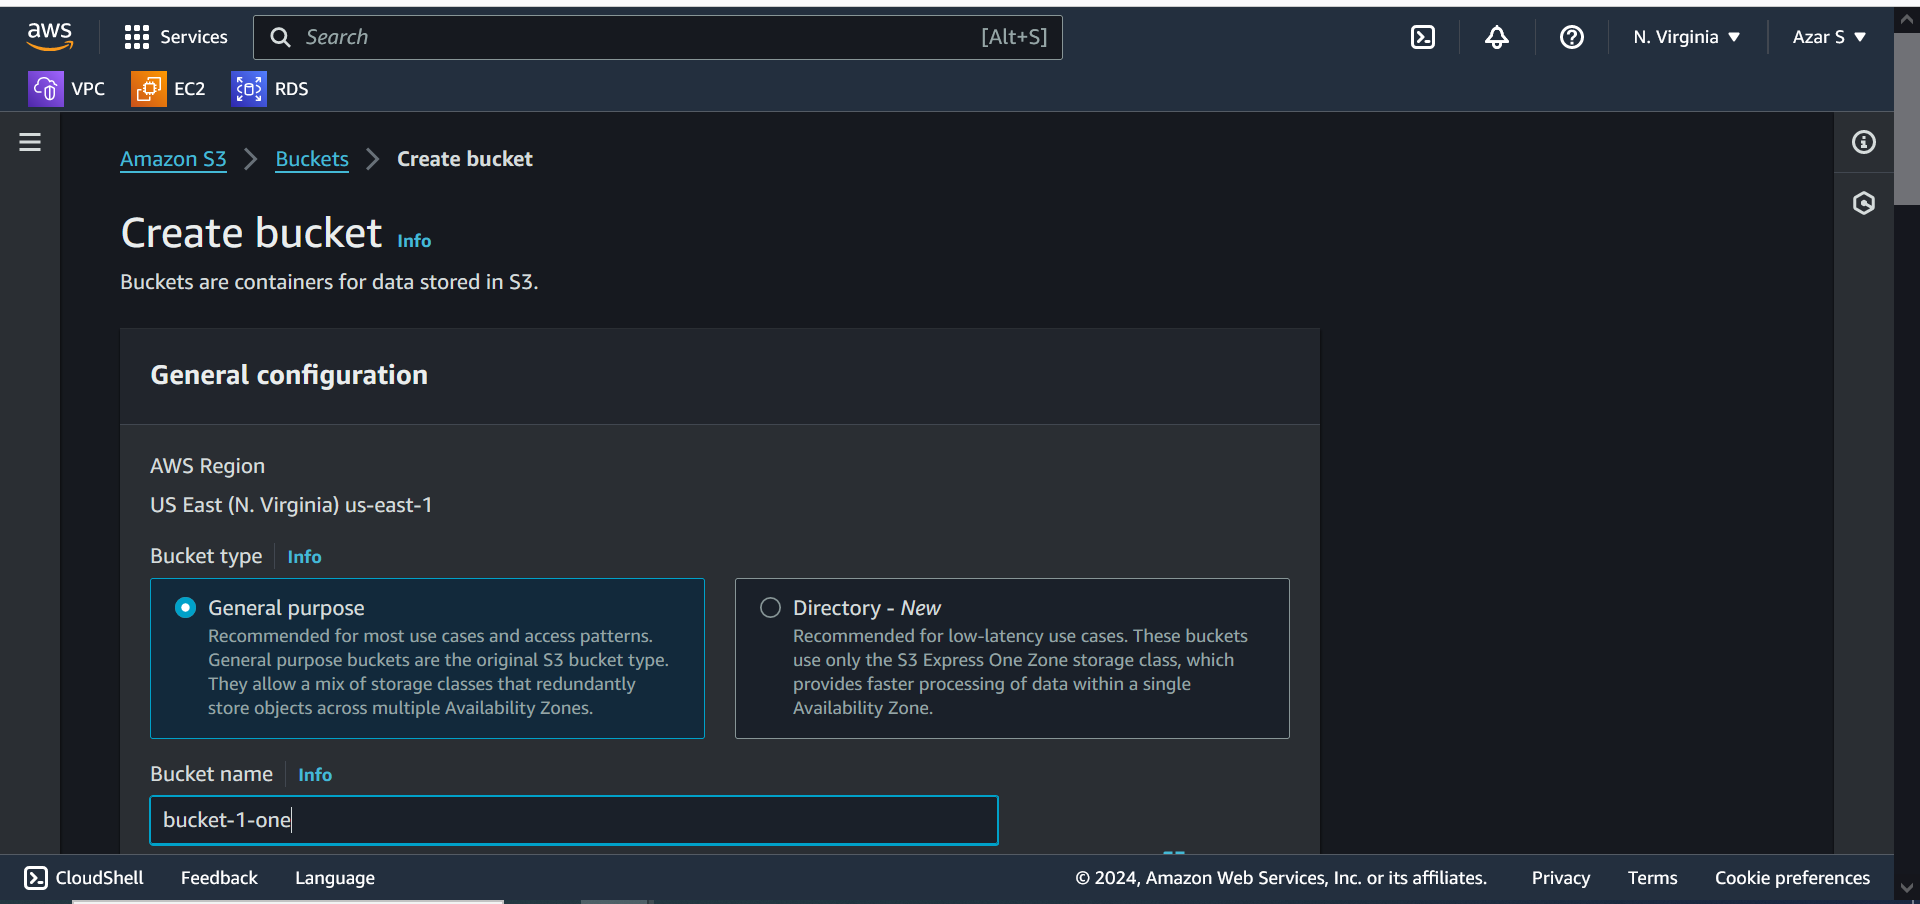 aws Services Search [Alt+S] N. Virginia Azar S
VPC EC2 RDS
Amazon S3 Buckets Create bucket
Create bucket Info
Buckets are containers for data stored in S3.
General configuration
AWS Region
US East (N. Virginia) us-east-1
Bucket type Info
General purpose
Recommended for most use cases and access patterns.
General purpose buckets are the original S3 bucket type.
They allow a mix of storage classes that redundantly
store objects across multiple Availability Zones.
Directory - New
Recommended for low-latency use cases. These buckets
use only the S3 Express One Zone storage class, which
provides faster processing of data within a single
Availability Zone.
Bucket name Info
bucket-1-one
CloudShell Feedback Language © 2024, Amazon Web Services, Inc. or its affiliates. Privacy Terms Cookie preferences